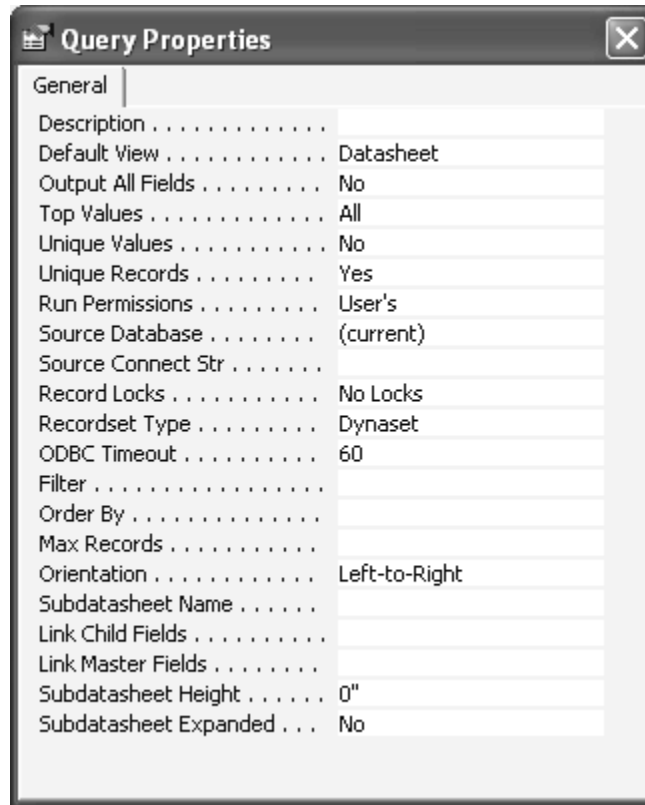 Query Properties
General
Description . . . . . . . . . . . . .
Default View . . . . . . . . . . . . Datasheet
Output All Fields . . . . . . . . . No
Top Values . . . . . . . . . . . . . All
Unique Values . . . . . . . . . . . No
Unique Records . . . . . . . . . Yes
Run Permissions . . . . . . . . . User's
Source Database . . . . . . . . (current)
Source Connect Str . . . . . . .
Record Locks . . . . . . . . . . . No Locks
Recordset Type . . . . . . . . . Dynaset
ODBC Timeout . . . . . . . . . . 60
Filter . . . . . . . . . . . . . . . . .
Order By . . . . . . . . . . . . . .
Max Records . . . . . . . . . . .
Orientation . . . . . . . . . . . . Left-to-Right
Subdatasheet Name . . . . . .
Link Child Fields . . . . . . . . . .
Link Master Fields . . . . . . . .
Subdatasheet Height . . . . . . 0"
Subdatasheet Expanded . . . No